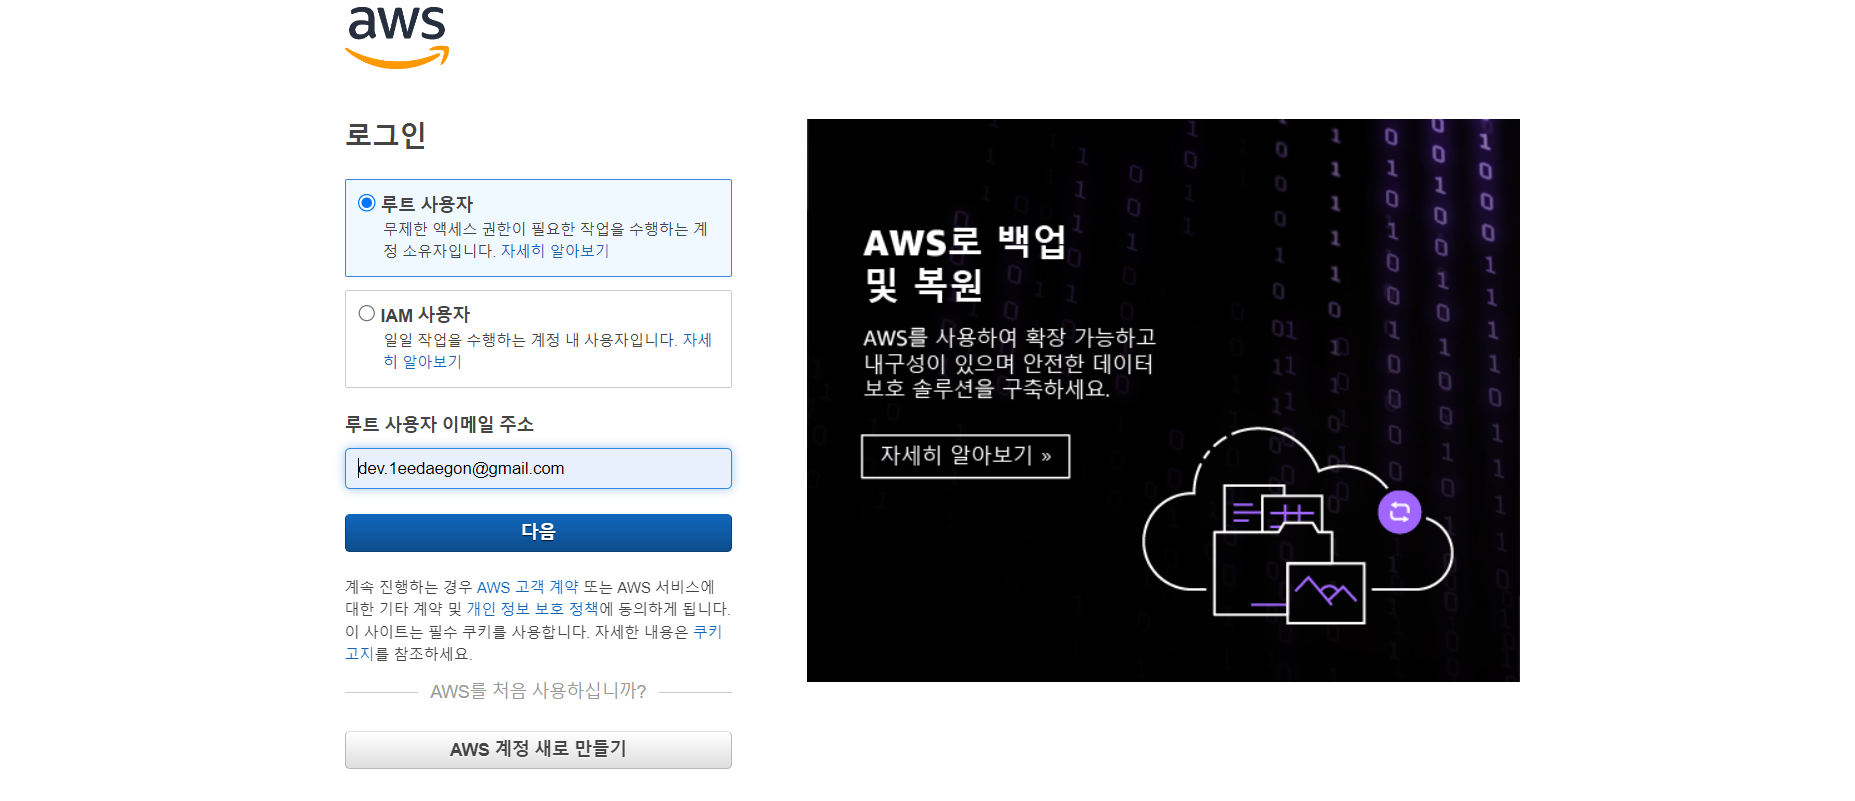 aws
로그인
루트 사용자
무제한 액세스 권한이 필요한 작업을 수행하는 계
정 소유자입니다. 자세히 알아보기
IAM 사용자
일일 작업을 수행하는 계정 내 사용자입니다. 자세
히 알아보기
루트 사용자 이메일 주소
dev.1eedaegon@gmail.com
다음
계속 진행하는 경우 AWS 고객 계약 또는 AWS 서비스에
대한 기타 계약 및 개인 정보 보호 정책에 동의하게 됩니다.
이 사이트는 필수 쿠키를 사용합니다. 자세한 내용은 쿠키
고지를 참조하세요.
AWS를 처음 사용하십니까?
AWS 계정 새로 만들기
AWS로 백업
및 복원
AWS를 사용하여 확장 가능하고
내구성이 있으며 안전한 데이터
보호 솔루션을 구축하세요.
자세히 알아보기 »